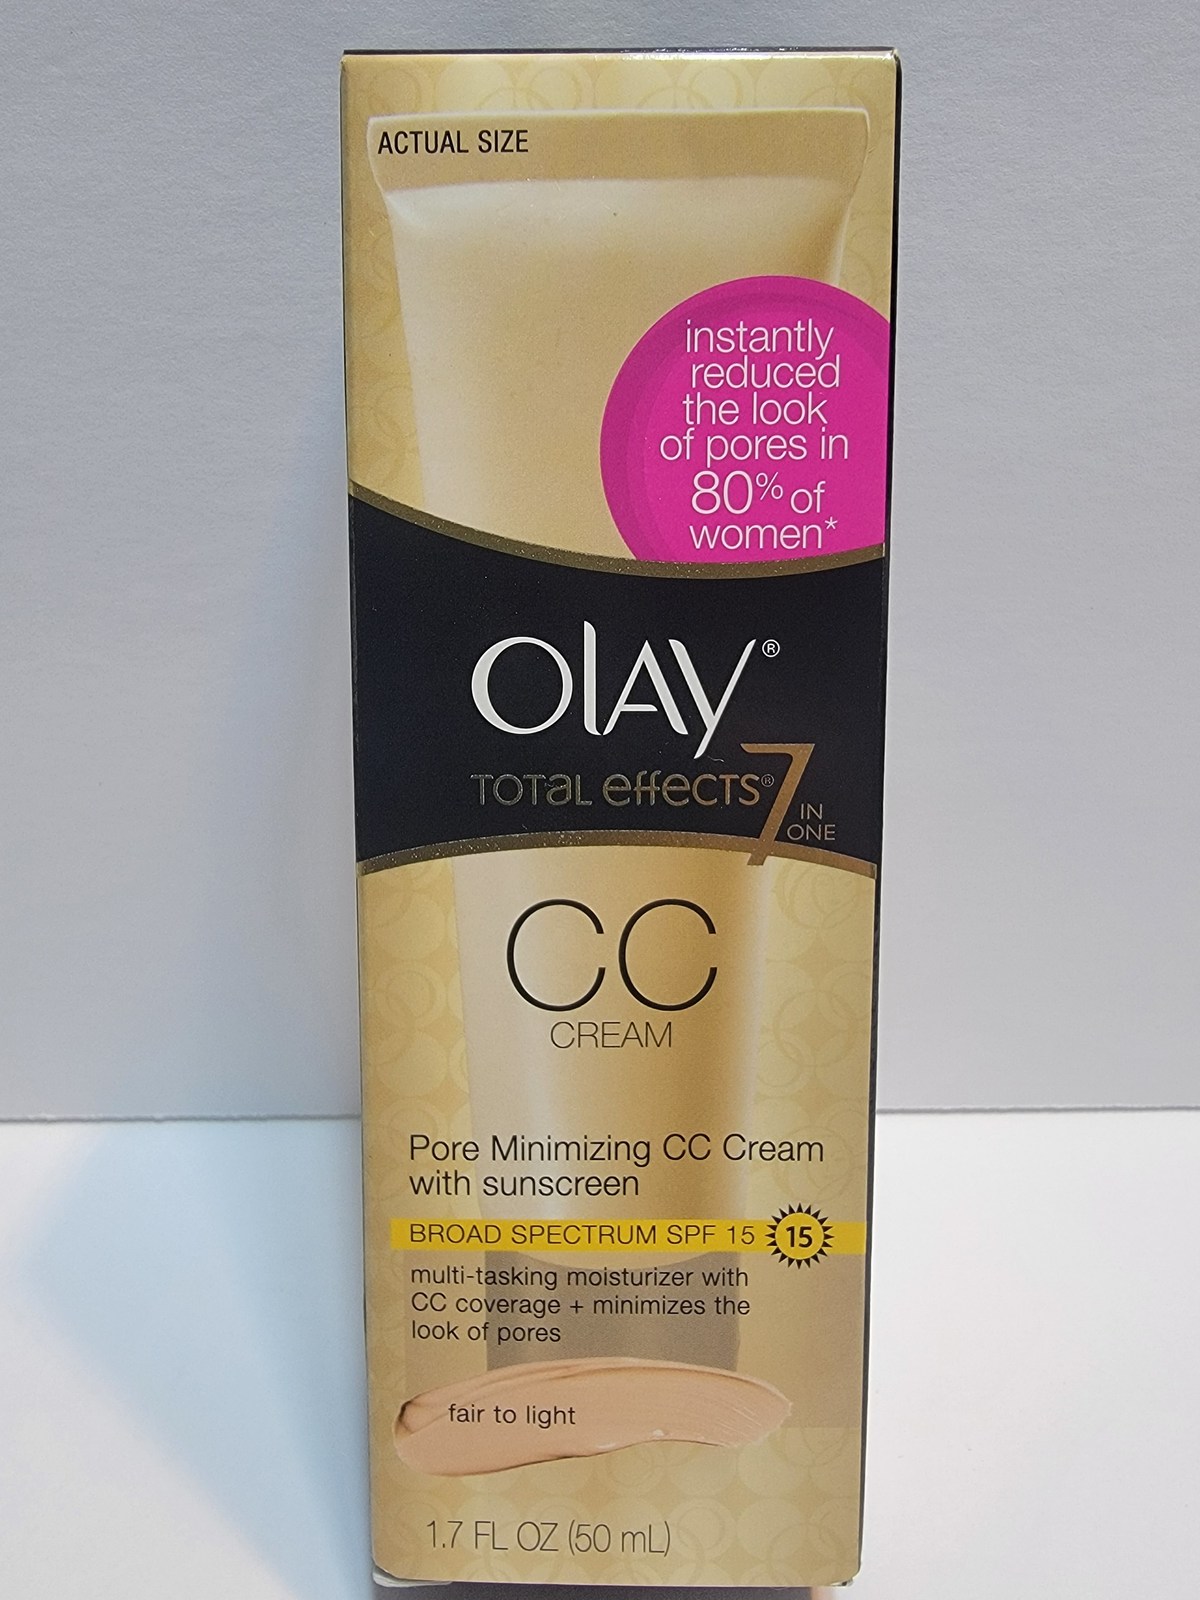 ACTUAL SIZE
instantly
reduced
the look
of pores in
80% of
women*
OLAY®
TOTAL effects® 7
IN
ONE
CC
CREAM
Pore Minimizing CC Cream
with sunscreen
BROAD SPECTRUM SPF 15 15
multi-tasking moisturizer with
CC coverage + minimizes the
look of pores
fair to light
1.7 FL OZ (50 mL)